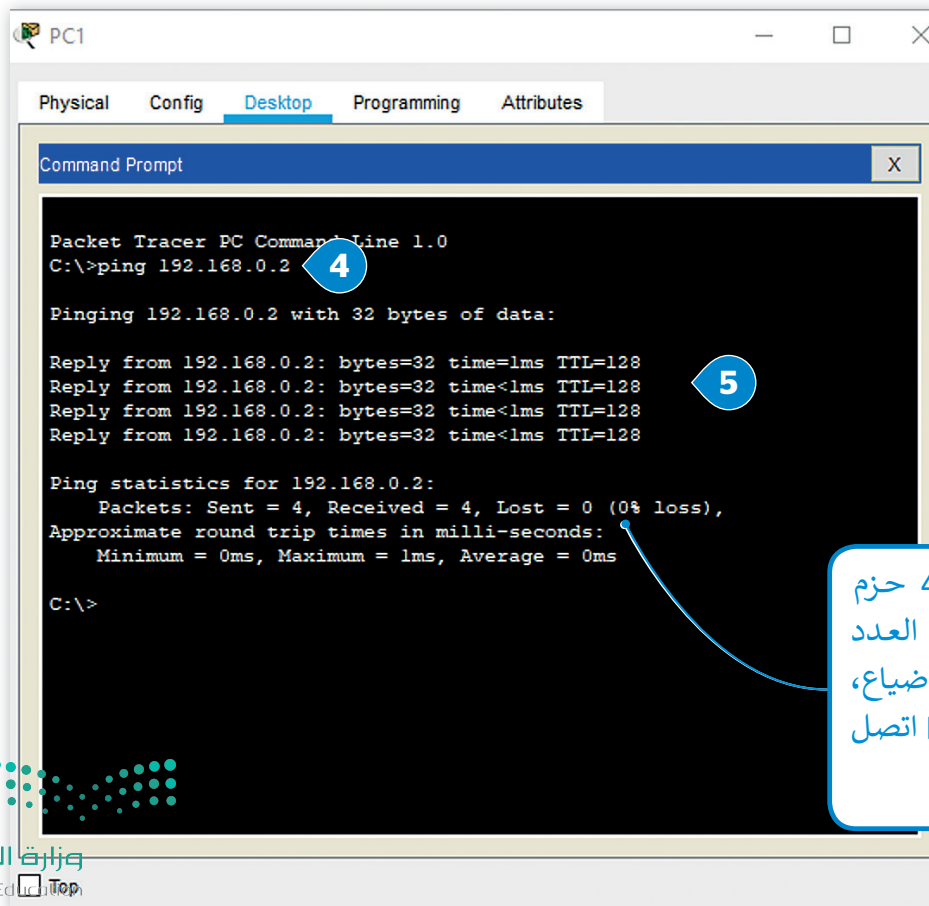 PC1
Physical Config Desktop Programming Attributes
Command Prompt X
Packet Tracer PC Command Line 1.0
C:\>ping 192.168.0.2
4
Pinging 192.168.0.2 with 32 bytes of data:
Reply from 192.168.0.2: bytes=32 time=1ms TTL=128
Reply from 192.168.0.2: bytes=32 time<1ms TTL=128
5
Reply from 192.168.0.2: bytes=32 time<1ms TTL=128
Reply from 192.168.0.2: bytes=32 time<1ms TTL=128
Ping statistics for 192.168.0.2:
Packets: Sent = 4, Received = 4, Lost = 0 (0% loss),
Approximate round trip times in milli-seconds:
Minimum = 0ms, Maximum = 1ms, Average = 0ms
C:\>
4 حزم
العدد
ضياع،
اتصل
وزارة
Top